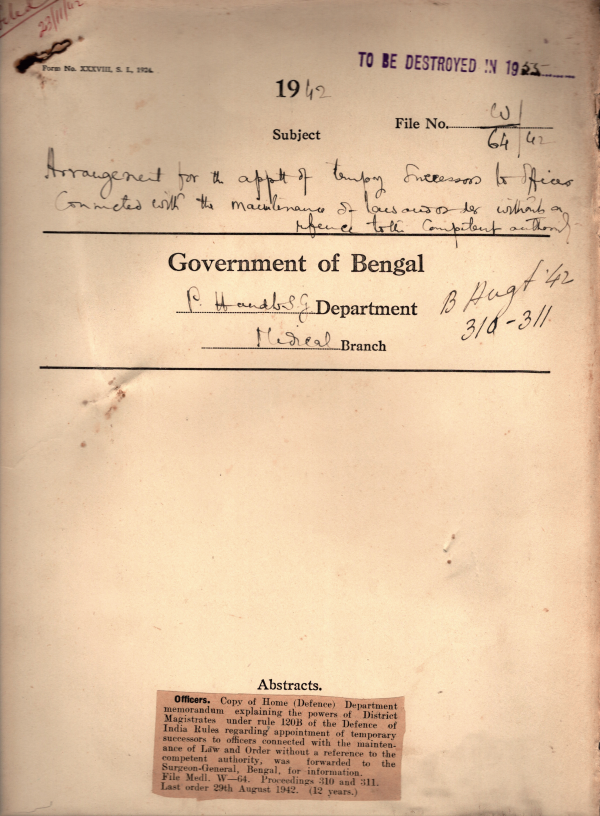 23/11/42
Form No. XXXVIII, S. I., 1926.
TO BE DESTROYED IN 1955
1942
File No. W/
64/42
Subject
Arrangement for the apptt of tempory Successors to Officers
Connected with the maintenance of law and order without a
refence to the Competent authority
Government of Bengal
P. H and L.S.G Department
Medical Branch
B Augt '42
310-311
Abstracts.
Officers. Copy of Home (Defence) Department
memorandum explaining the powers of District
Magistrates under rule 120B of the Defence of
India Rules regarding appointment of temporary
successors to officers connected with the mainten-
ance of Law and Order without a reference to the
competent authority, was forwarded to the
Surgeon-General, Bengal, for information.
File Medl. W—64. Proceedings 310 and 311.
Last order 29th August 1942. (12 years.)